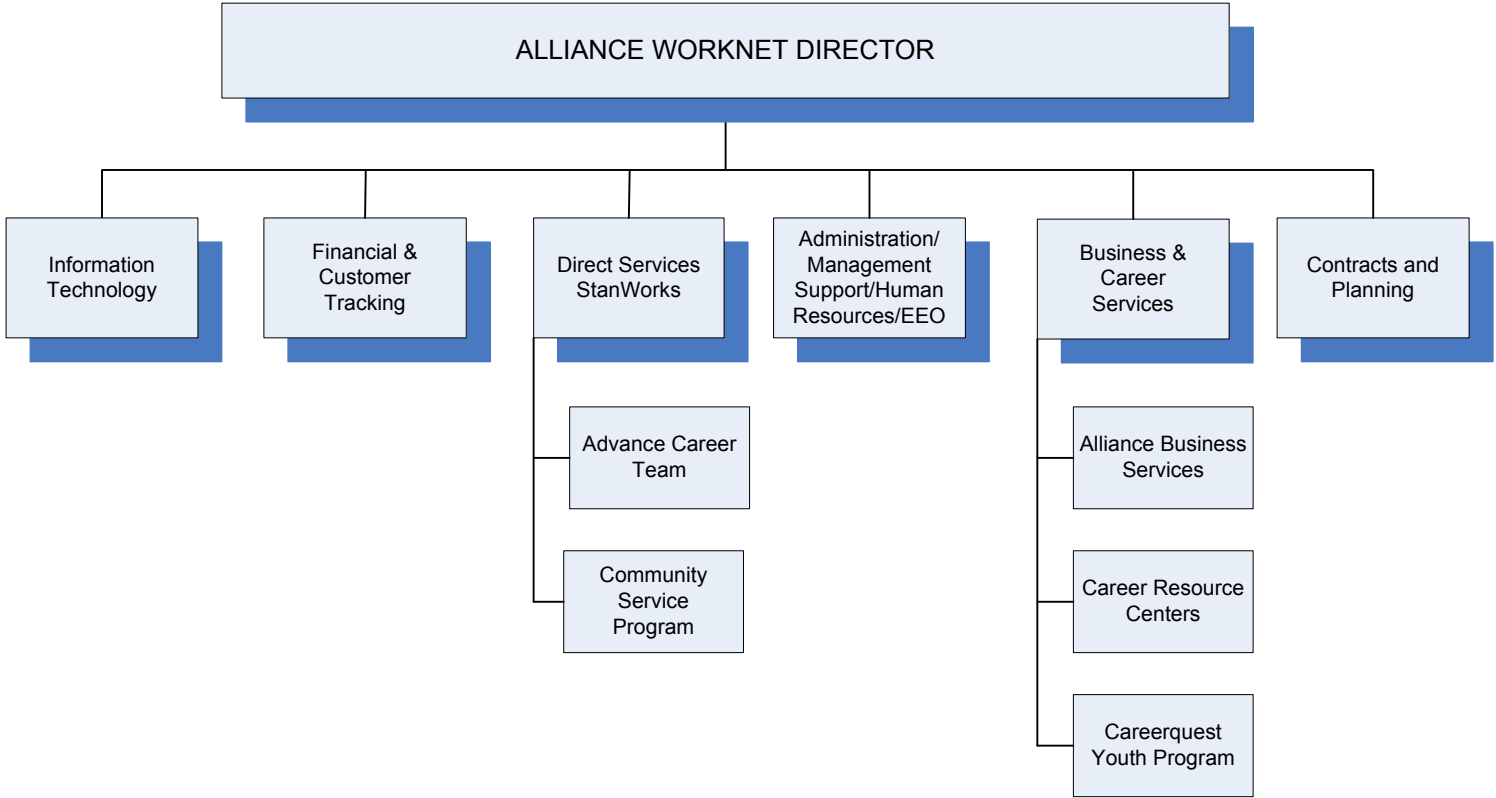 ALLIANCE WORKNET DIRECTOR
Information
Technology
Financial &
Customer
Tracking
Direct Services
StanWorks
Administration/
Management
Support/Human
Resources/EEO
Business &
Career
Services
Contracts and
Planning
Advance Career
Team
Community
Service
Program
Alliance Business
Services
Career Resource
Centers
Careerquest
Youth Program